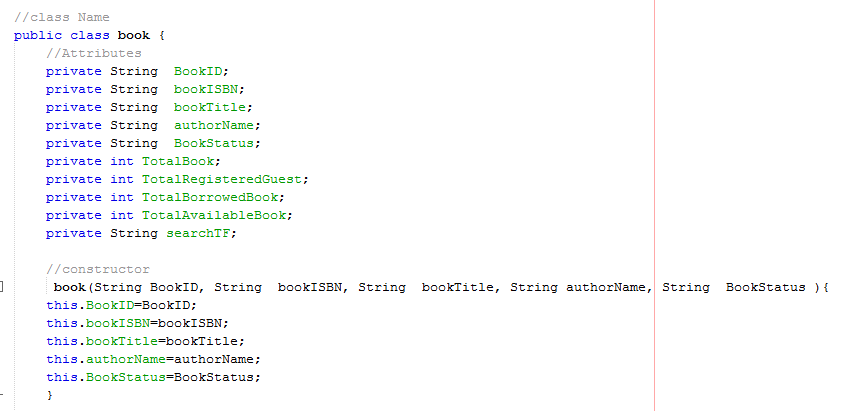 //class Name
public class book {
//Attributes
private String  BookID;
private String  bookISBN;
private String  bookTitle;
private String  authorName;
private String  BookStatus;
private int TotalBook;
private int TotalRegisteredGuest;
private int TotalBorrowedBook;
private int TotalAvailableBook;
private String searchTF;
//constructor
book(String BookID, String  bookISBN, String  bookTitle, String authorName, String  BookStatus ){
this.BookID=BookID;
this.bookISBN=bookISBN;
this.bookTitle=bookTitle;
this.authorName=authorName;
this.BookStatus=BookStatus;
}